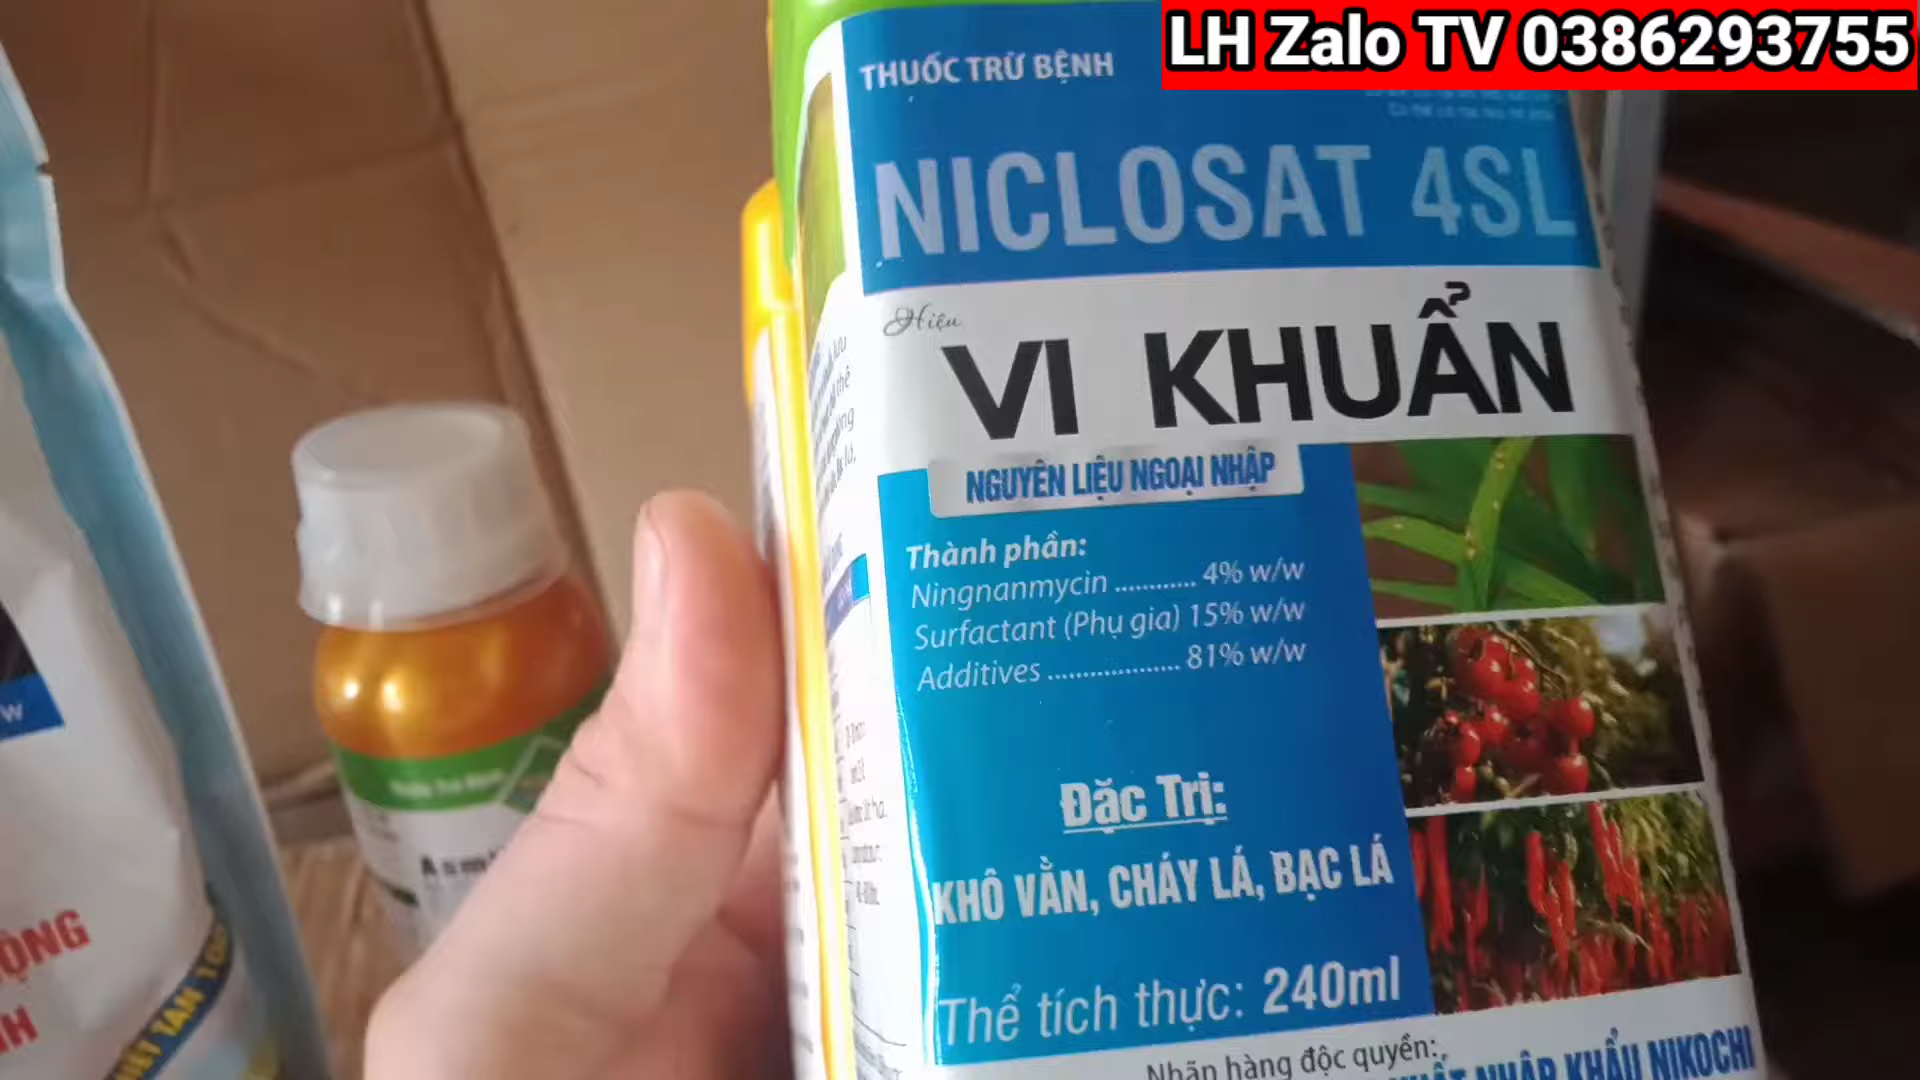 LH Zalo TV 0386293755
THUỐC TRỪ BỆNH
NICLOSAT 4SL
Hiệu
VI KHUẨN
NGUYÊN LIỆU NGOẠI NHẬP
Thành phần:
Ningnanmycin ............ 4% w/w
Surfactant (Phụ gia) 15% w/w
Additives ................... 81% w/w
Đặc Trị:
KHÔ VẰN, CHÁY LÁ, BẠC LÁ
Thể tích thực: 240ml
Nhãn hàng độc quyền:
NHẬP KHẨU NIKOCHI